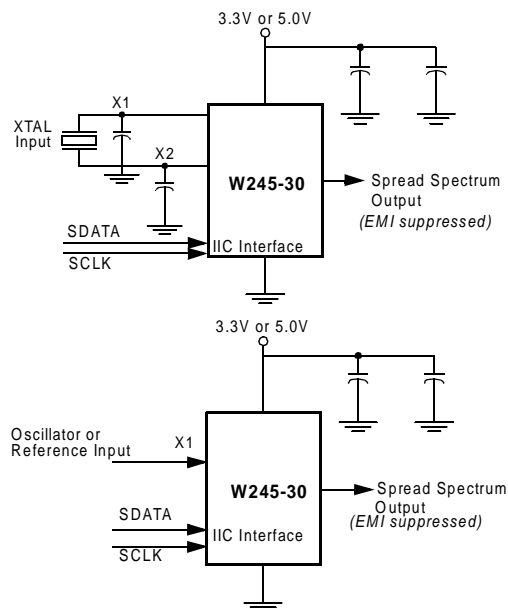 3.3V or 5.0V
X1
XTAL
Input
X2
W245-30
Spread Spectrum
Output
(EMI suppressed)
SDATA
IIC Interface
SCLK
3.3V or 5.0V
Oscillator or
Reference Input
X1
W245-30
Spread Spectrum
Output
(EMI suppressed)
SDATA
IIC Interface
SCLK